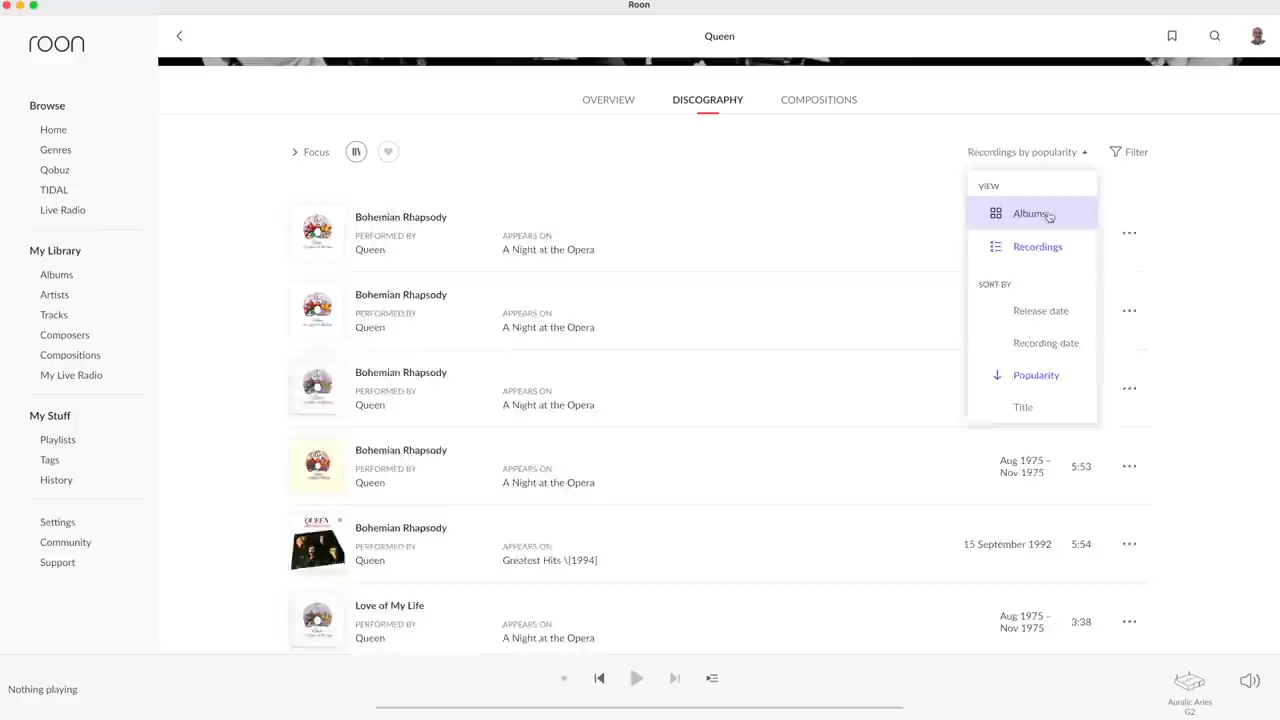 Roon
roon
Queen
Browse
Home
Genres
Qobuz
TIDAL
Live Radio
My Library
Albums
Artists
Tracks
Composers
Compositions
My Live Radio
My Stuff
Playlists
Tags
History
Settings
Community
Support
OVERVIEW
DISCOGRAPHY
COMPOSITIONS
Focus
Recordings by popularity
Filter
VIEW
Albums
Recordings
SORT BY
Release date
Recording date
Popularity
Title
Bohemian Rhapsody
PERFORMED BY
APPEARS ON
Queen
A Night at the Opera
Bohemian Rhapsody
PERFORMED BY
APPEARS ON
Queen
A Night at the Opera
Bohemian Rhapsody
PERFORMED BY
APPEARS ON
Queen
A Night at the Opera
Bohemian Rhapsody
PERFORMED BY
APPEARS ON
Queen
A Night at the Opera
Aug 1975 –
Nov 1975
5:53
QUEEN
Bohemian Rhapsody
PERFORMED BY
APPEARS ON
Queen
Greatest Hits \[1994]
15 September 1992
5:54
Love of My Life
PERFORMED BY
APPEARS ON
Queen
A Night at the Opera
Aug 1975 –
Nov 1975
3:38
Nothing playing
Auralic Aries
G2